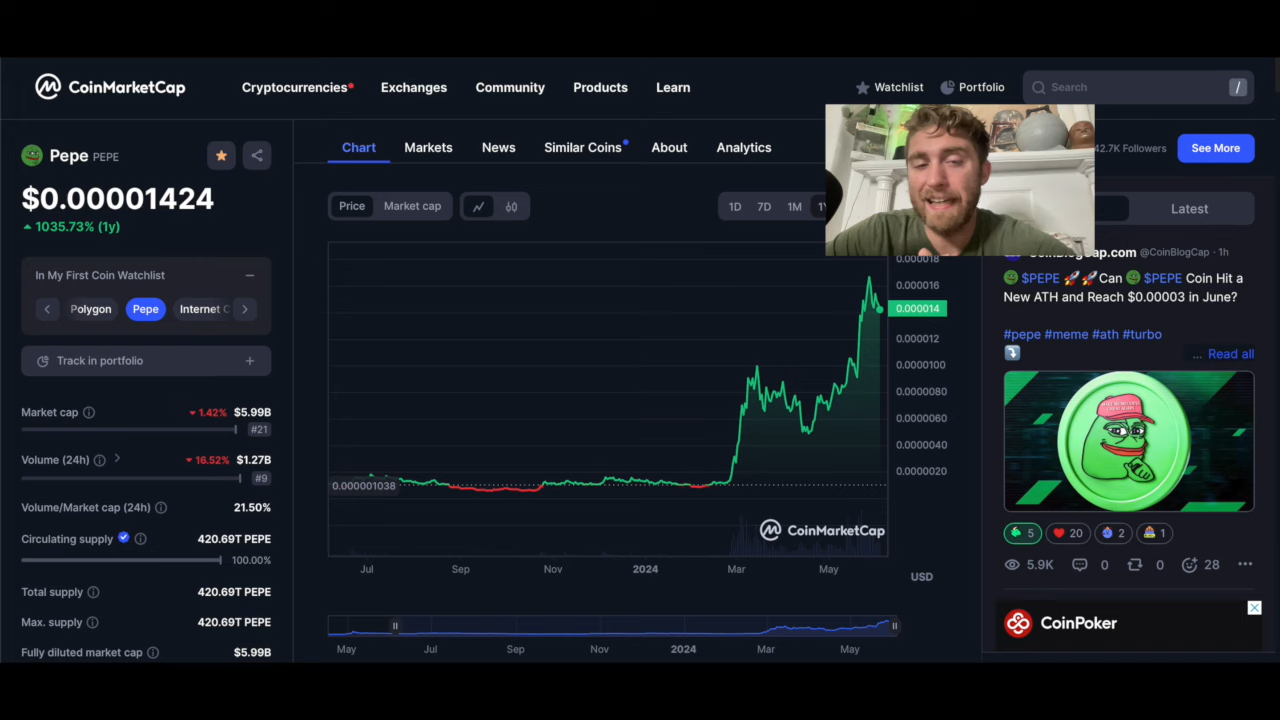 CoinMarketCap
Cryptocurrencies Exchanges Community Products Learn
Watchlist Portfolio Search /
Pepe PEPE
$0.00001424
1035.73% (1y)
In My First Coin Watchlist
Polygon Pepe Internet C
Track in portfolio +
Market cap 1.42% $5.99B
#21
Volume (24h) 16.52% $1.27B
#9
Volume/Market cap (24h) 21.50%
Circulating supply 420.69T PEPE
100.00%
Total supply 420.69T PEPE
Max. supply 420.69T PEPE
Fully diluted market cap $5.99B
Chart Markets News Similar Coins About Analytics
Price Market cap
1D 7D 1M 1Y
0.000018
0.000016
0.000014
0.000012
0.0000100
0.0000080
0.0000060
0.0000040
0.0000020
0.000001038
CoinMarketCap
Jul Sep Nov 2024 Mar May
USD
May Jul Sep Nov 2024 Mar May
42.7K Followers See More
Latest
CoinBlogCap.com @CoinBlogCap · 1h
$PEPE 🚀🚀Can $PEPE Coin Hit a
New ATH and Reach $0.00003 in June?
#pepe #meme #ath #turbo
⤵️ ... Read all
5 20 2 1
5.9K 0 0 28
CoinPoker